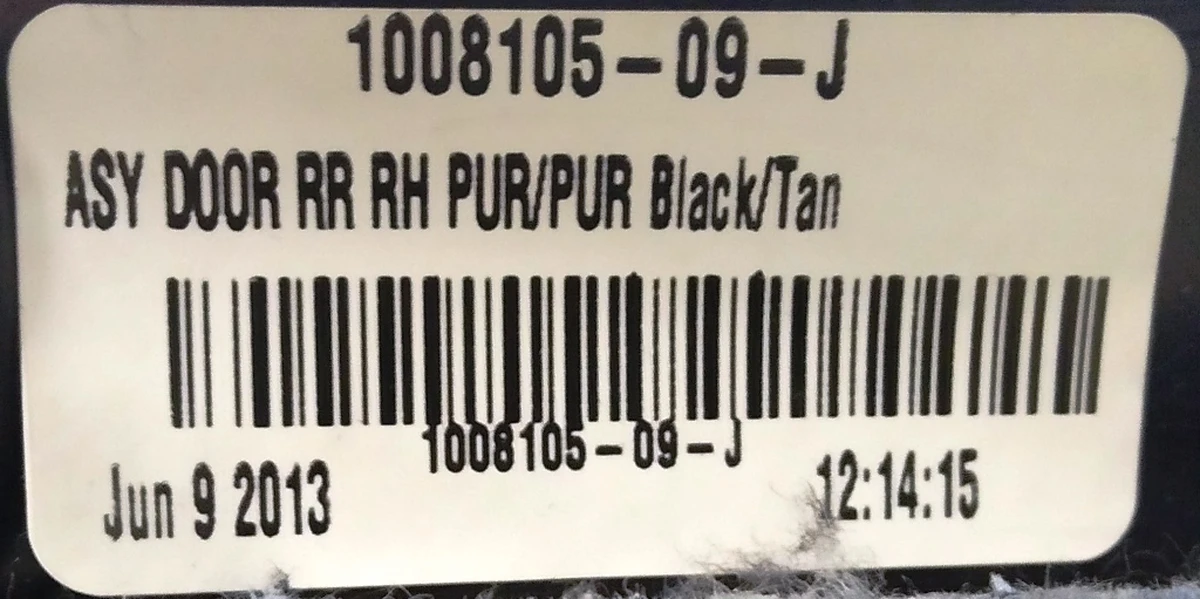 1008105-09-J
ASY DOOR RR RH PUR/PUR Black/Tan
1008105-09-J
Jun 9 2013 12:14:15